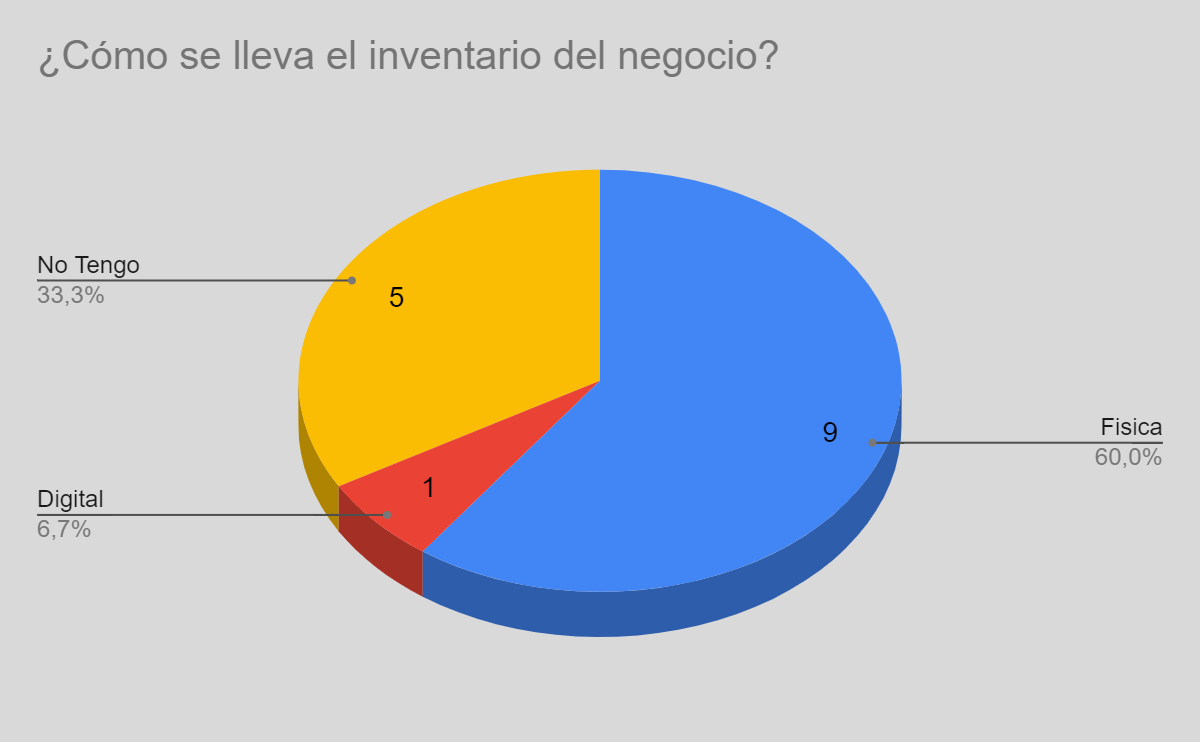 ¿Cómo se lleva el inventario del negocio?
No Tengo
33,3%
5
9
Fisica
60,0%
1
Digital
6,7%